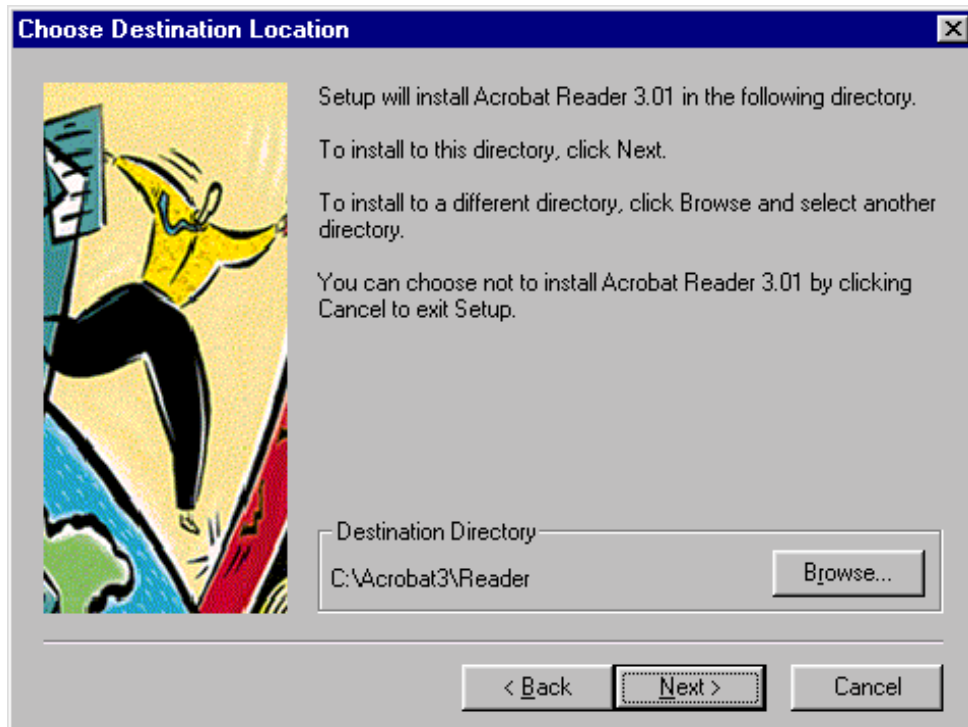 Choose Destination Location
Setup will install Acrobat Reader 3.01 in the following directory.
To install to this directory, click Next.
To install to a different directory, click Browse and select another
directory.
You can choose not to install Acrobat Reader 3.01 by clicking
Cancel to exit Setup.
Destination Directory
C:\Acrobat3\Reader
Browse...
< Back
Next >
Cancel